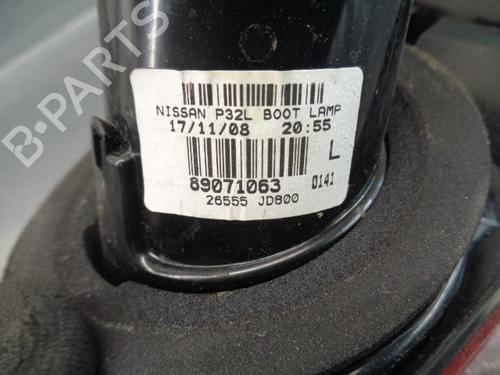 NISSAN P32L BOOT LAMP
17/11/08 20:55
L
89071063 0141
26555 JD800
B-PARTS